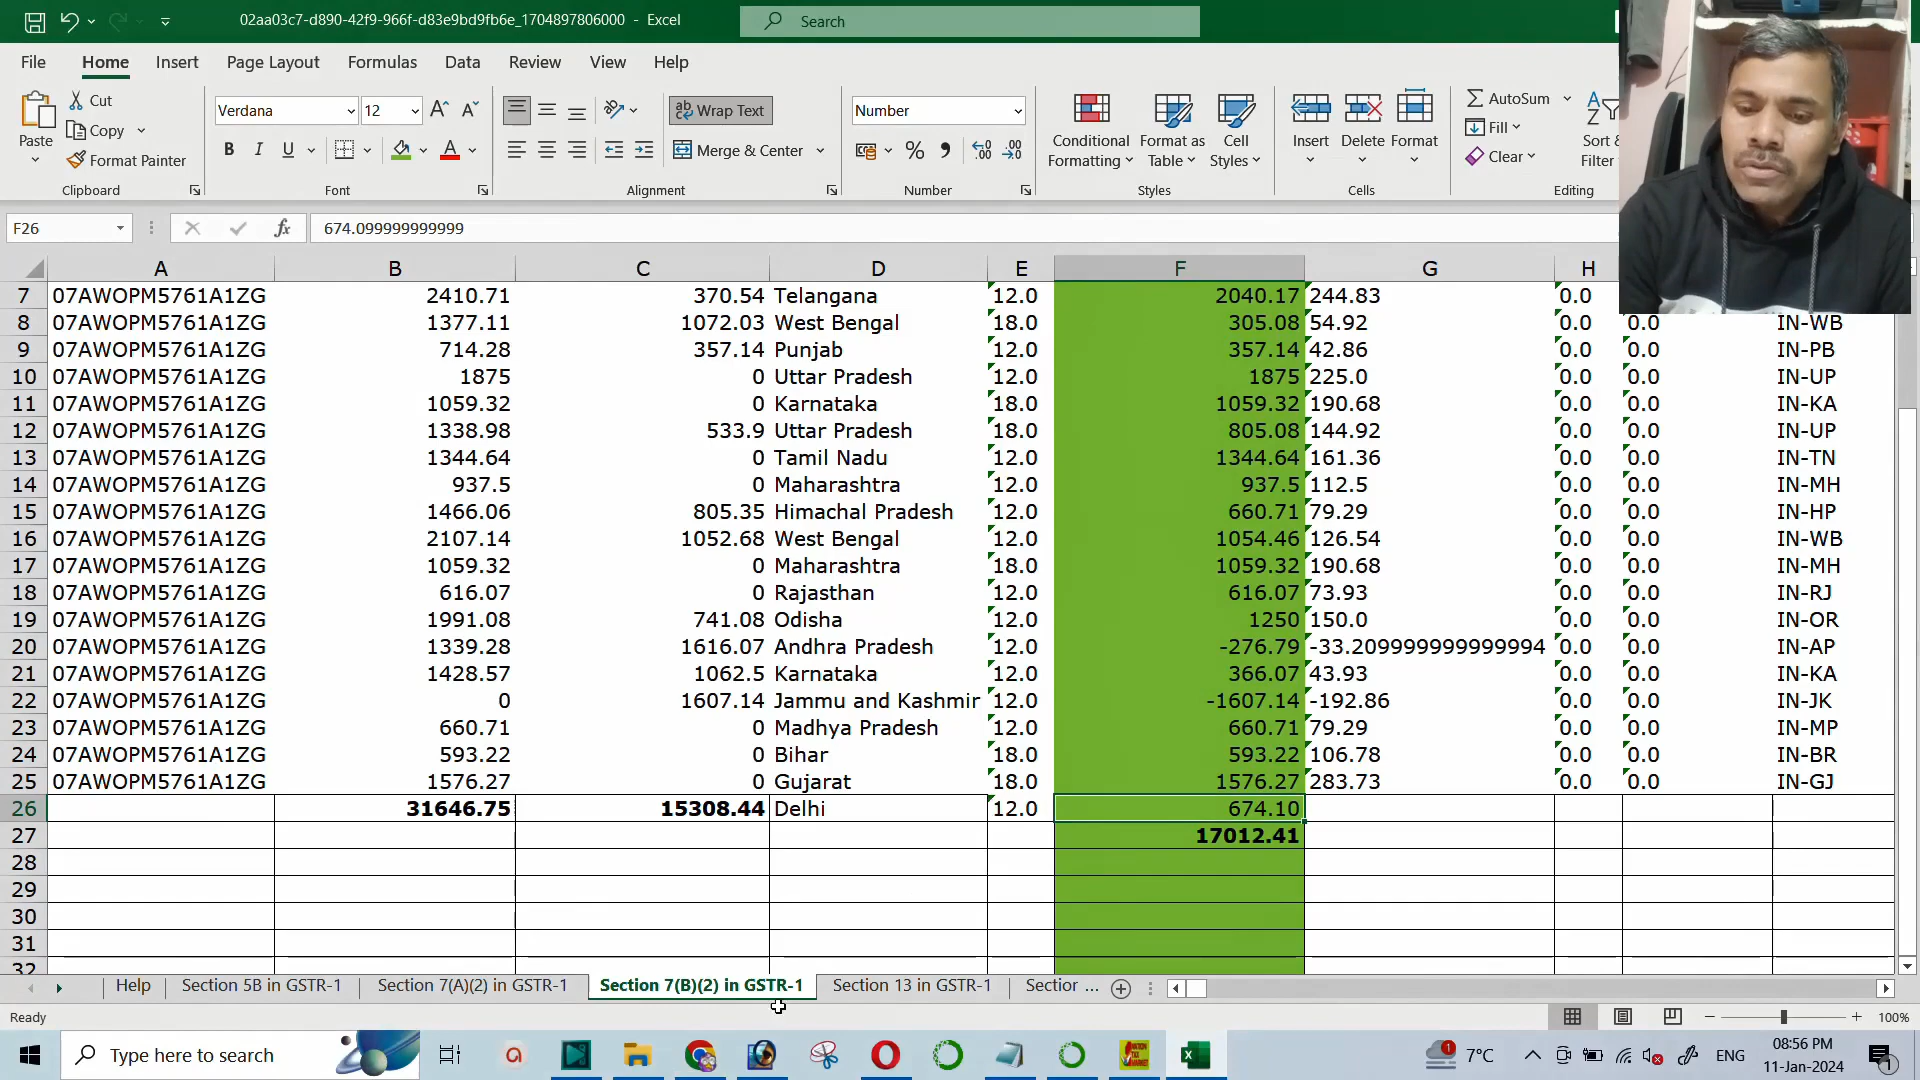 02aa03c7-d890-42f9-966f-d83e9bd9fb6e_1704897806000 - Excel
Search
File Home Insert Page Layout Formulas Data Review View Help
Paste Cut Copy Format Painter Clipboard
Verdana 12 B I U Font
Wrap Text Merge & Center Alignment
Number Number
Conditional Formatting Format as Table Cell Styles Styles
Insert Delete Format Cells
AutoSum Fill Clear Sort & Filter Editing
F26 fx 674.099999999999
A B C D E F G H
7 07AWOPM5761A1ZG 2410.71 370.54 Telangana 12.0 2040.17 244.83 0.0
8 07AWOPM5761A1ZG 1377.11 1072.03 West Bengal 18.0 305.08 54.92 0.0 0.0 IN-WB
9 07AWOPM5761A1ZG 714.28 357.14 Punjab 12.0 357.14 42.86 0.0 0.0 IN-PB
10 07AWOPM5761A1ZG 1875 0 Uttar Pradesh 12.0 1875 225.0 0.0 0.0 IN-UP
11 07AWOPM5761A1ZG 1059.32 0 Karnataka 18.0 1059.32 190.68 0.0 0.0 IN-KA
12 07AWOPM5761A1ZG 1338.98 533.9 Uttar Pradesh 18.0 805.08 144.92 0.0 0.0 IN-UP
13 07AWOPM5761A1ZG 1344.64 0 Tamil Nadu 12.0 1344.64 161.36 0.0 0.0 IN-TN
14 07AWOPM5761A1ZG 937.5 0 Maharashtra 12.0 937.5 112.5 0.0 0.0 IN-MH
15 07AWOPM5761A1ZG 1466.06 805.35 Himachal Pradesh 12.0 660.71 79.29 0.0 0.0 IN-HP
16 07AWOPM5761A1ZG 2107.14 1052.68 West Bengal 12.0 1054.46 126.54 0.0 0.0 IN-WB
17 07AWOPM5761A1ZG 1059.32 0 Maharashtra 18.0 1059.32 190.68 0.0 0.0 IN-MH
18 07AWOPM5761A1ZG 616.07 0 Rajasthan 12.0 616.07 73.93 0.0 0.0 IN-RJ
19 07AWOPM5761A1ZG 1991.08 741.08 Odisha 12.0 1250 150.0 0.0 0.0 IN-OR
20 07AWOPM5761A1ZG 1339.28 1616.07 Andhra Pradesh 12.0 -276.79 -33.209999999999994 0.0 0.0 IN-AP
21 07AWOPM5761A1ZG 1428.57 1062.5 Karnataka 12.0 366.07 43.93 0.0 0.0 IN-KA
22 07AWOPM5761A1ZG 0 1607.14 Jammu and Kashmir 12.0 -1607.14 -192.86 0.0 0.0 IN-JK
23 07AWOPM5761A1ZG 660.71 0 Madhya Pradesh 12.0 660.71 79.29 0.0 0.0 IN-MP
24 07AWOPM5761A1ZG 593.22 0 Bihar 18.0 593.22 106.78 0.0 0.0 IN-BR
25 07AWOPM5761A1ZG 1576.27 0 Gujarat 18.0 1576.27 283.73 0.0 0.0 IN-GJ
26 31646.75 15308.44 Delhi 12.0 674.10
27 17012.41
28
29
30
31
32
Help Section 5B in GSTR-1 Section 7(A)(2) in GSTR-1 Section 7(B)(2) in GSTR-1 Section 13 in GSTR-1 Sectior ...
Ready 100%
Type here to search 7°C ENG 08:56 PM
11-Jan-2024